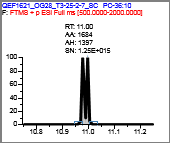 QEF1621_OG28_T3-25-2-7_SC PC-36:10
F: FTMS + p ESI Full ms [500.0000-2000.0000]
RT: 11.00
AA: 1684
AH: 1397
SN: 1.25E+015
100
80
60
40
20
0
10.8 10.9 11.0 11.1 11.2